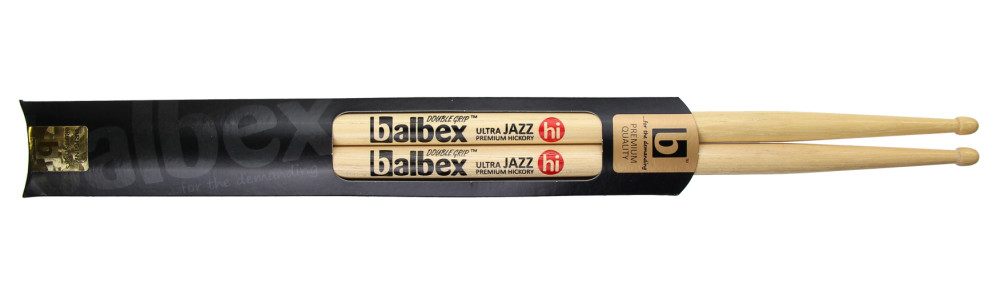 balbex
for the demanding
DOUBLE GRIP™
balbex ULTRA JAZZ hi
PREMIUM HICKORY
DOUBLE GRIP™
balbex ULTRA JAZZ hi
PREMIUM HICKORY
b™
...for the demanding
PREMIUM
QUALITY